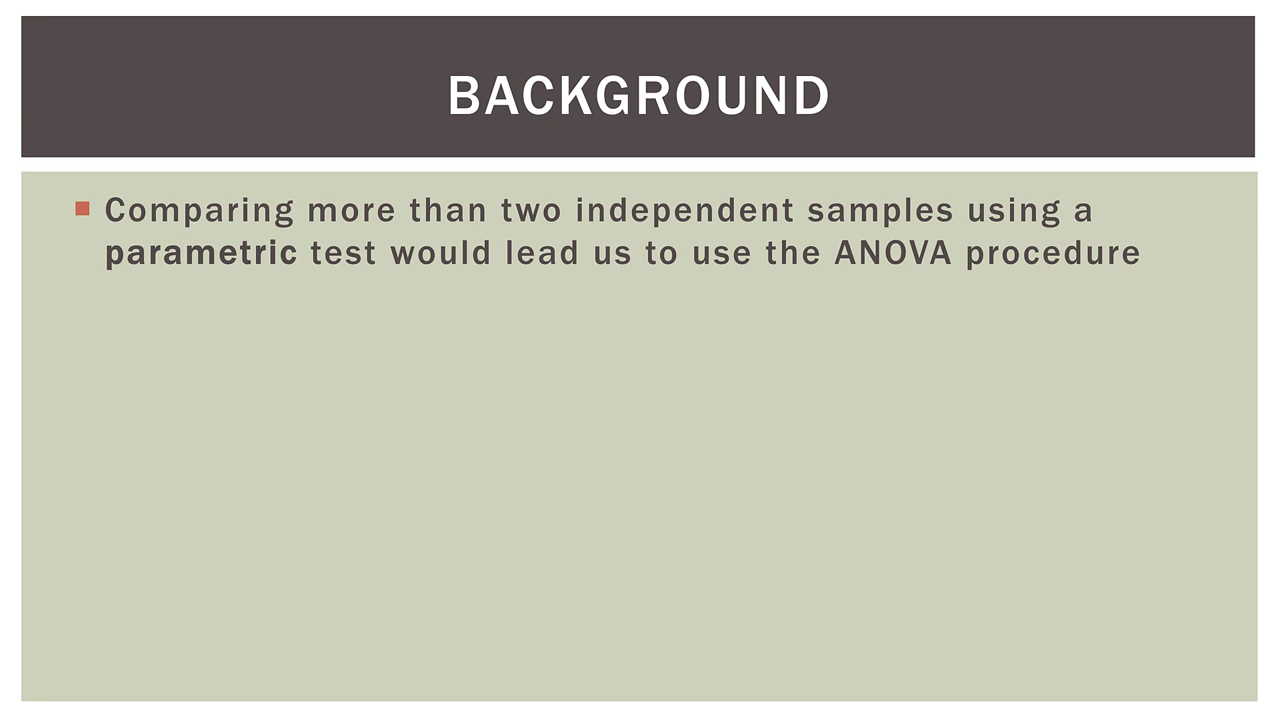 BACKGROUND
Comparing more than two independent samples using a
parametric test would lead us to use the ANOVA procedure